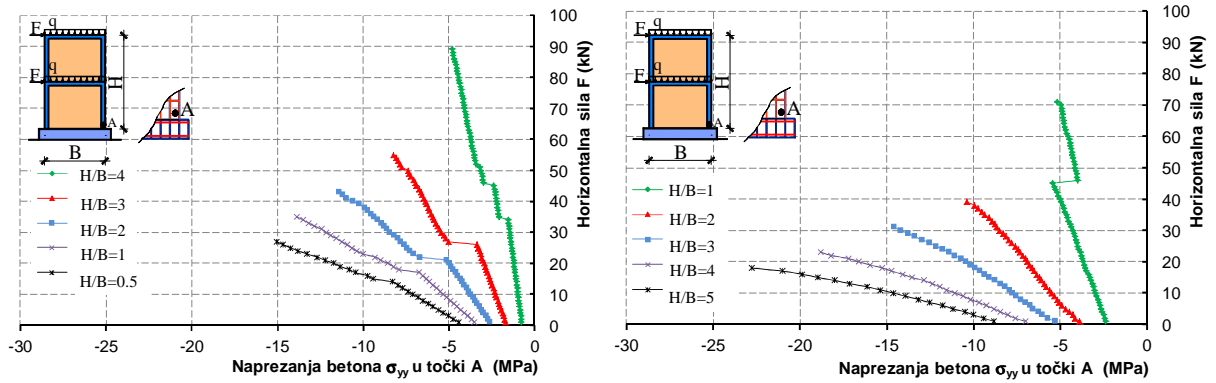 q
F
q
F
H
A
B
A
H/B=4
H/B=3
H/B=2
H/B=1
H/B=0.5
100
90
80
70
60
50
40
30
20
10
0
Horizontalna sila F (kN)
-30 -25 -20 -15 -10 -5 0
Naprezanja betona σyy u točki A (MPa)
q
F
q
F
H
A
B
A
H/B=1
H/B=2
H/B=3
H/B=4
H/B=5
100
90
80
70
60
50
40
30
20
10
0
Horizontalna sila F (kN)
-30 -25 -20 -15 -10 -5 0
Naprezanja betona σyy u točki A (MPa)